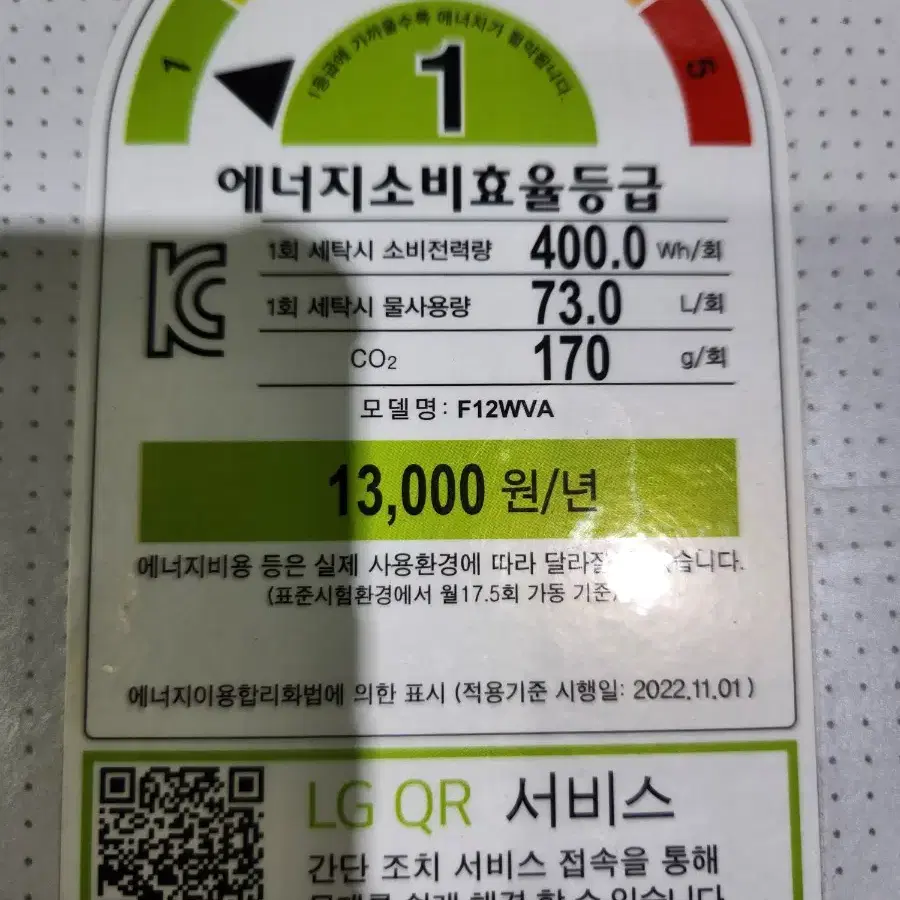 1
5
1등급에 가까울수록 에너지가 절약됩니다.
1
에너지소비효율등급
1회 세탁시 소비전력량 400.0 Wh/회
1회 세탁시 물사용량 73.0 L/회
CO₂ 170 g/회
모델명: F12WVA
13,000 원/년
에너지비용 등은 실제 사용환경에 따라
(표준시험환경에서 월17.5회 가동 기준)
에너지이용합리화법에 의한 표시 (적용기준 시행일: 2022.11.01)
LG QR 서비스
간단 조치 서비스 접속을 통해